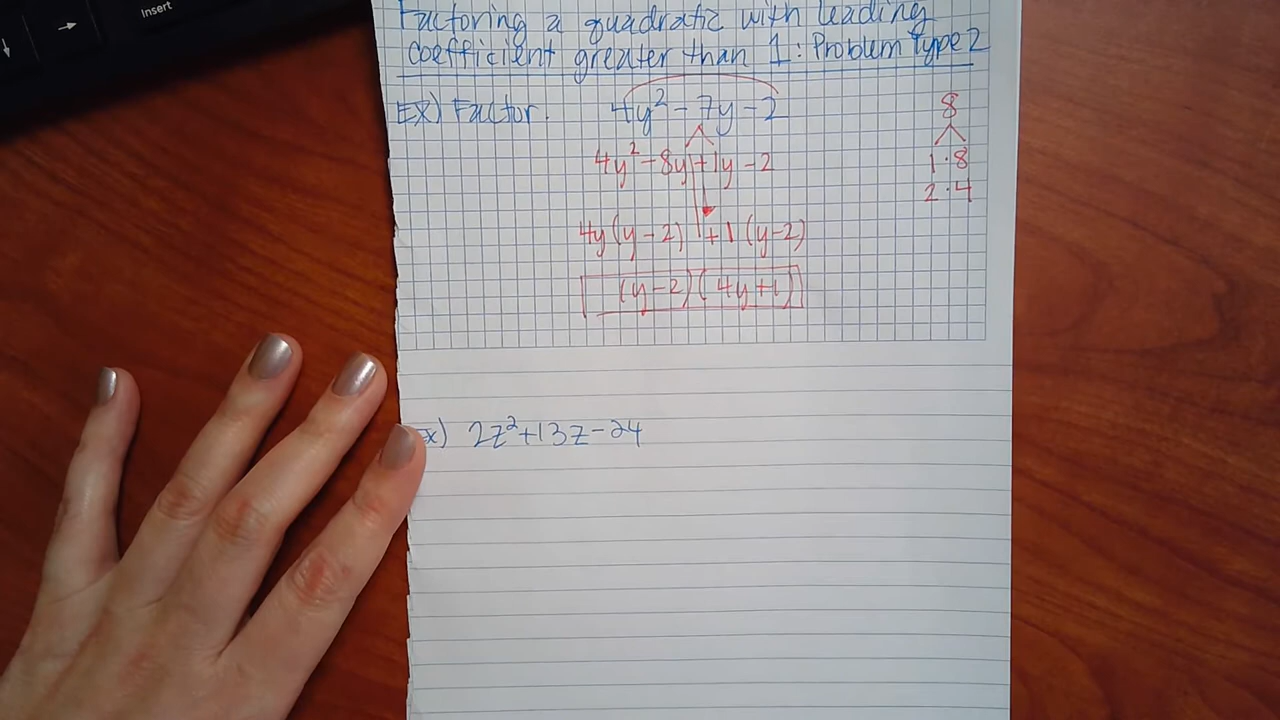 Insert
↓ →
Factoring a quadratic with leading
coefficient greater than 1: Problem Type 2
Ex) Factor. 4y² - 7y - 2
8
4y² - 8y + 1y - 2
1·8
2·4
4y(y - 2) + 1(y-2)
(y-2)(4y+1)
Ex) 2z²+13z-24